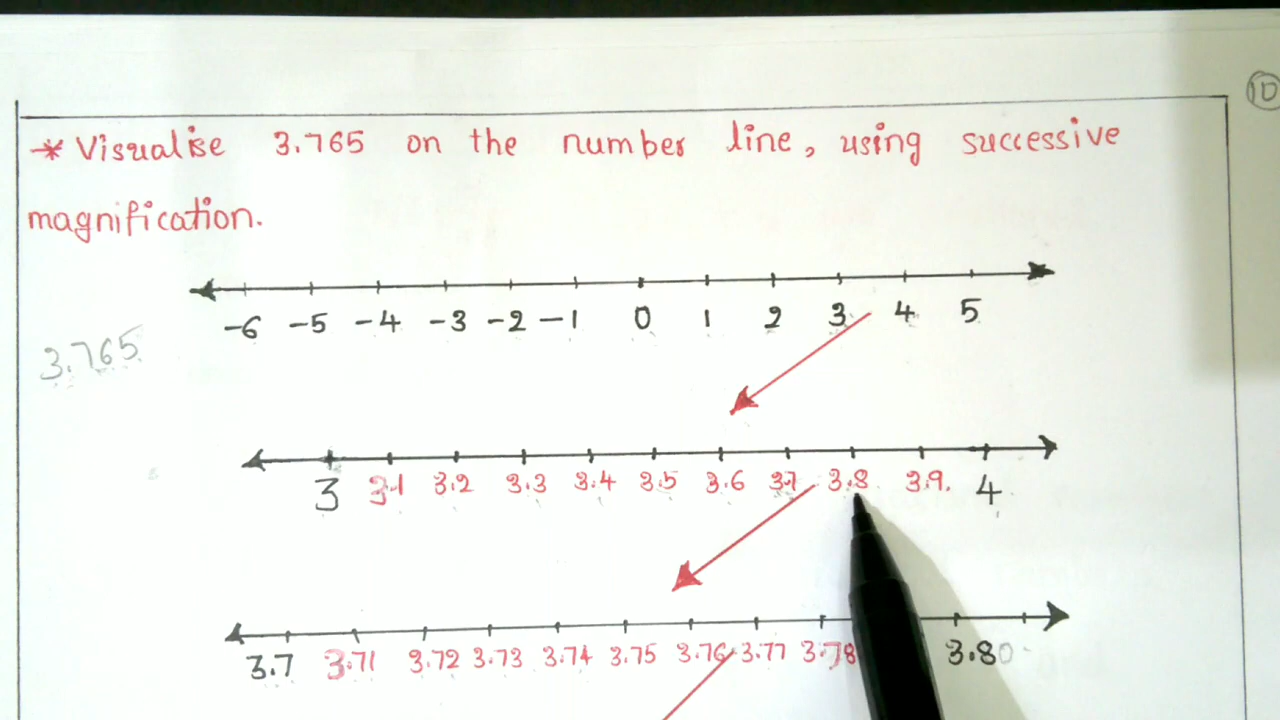 10
* Visualise 3.765 on the number line, using successive
magnification.
-6 -5 -4 -3 -2 -1 0 1 2 3 4 5
3.765
3 3.1 3.2 3.3 3.4 3.5 3.6 3.7 3.8 3.9. 4
3.7 3.71 3.72 3.73 3.74 3.75 3.76 3.77 3.78 3.80